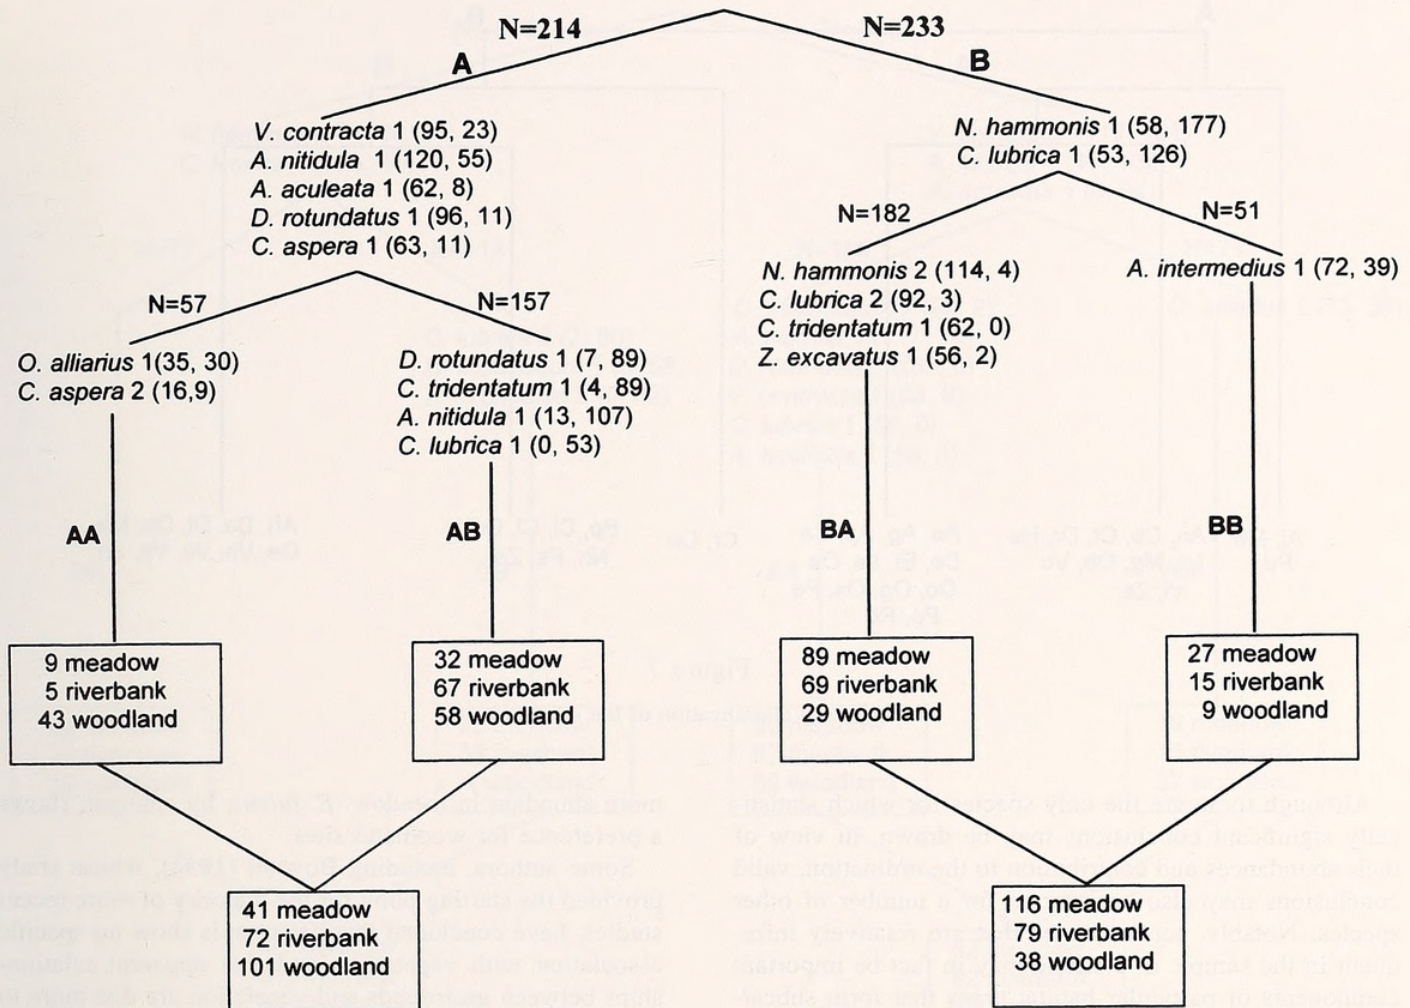 N=214
N=233
A
B
V. contracta 1 (95, 23)
A. nitidula 1 (120, 55)
A. aculeata 1 (62, 8)
D. rotundatus 1 (96, 11)
C. aspera 1 (63, 11)
N. hammonis 1 (58, 177)
C. lubrica 1 (53, 126)
N=57
N=157
N=182
N=51
O. alliarius 1(35, 30)
C. aspera 2 (16,9)
D. rotundatus 1 (7, 89)
C. tridentatum 1 (4, 89)
A. nitidula 1 (13, 107)
C. lubrica 1 (0, 53)
N. hammonis 2 (114, 4)
C. lubrica 2 (92, 3)
C. tridentatum 1 (62, 0)
Z. excavatus 1 (56, 2)
A. intermedius 1 (72, 39)
AA
AB
BA
BB
9 meadow
5 riverbank
43 woodland
32 meadow
67 riverbank
58 woodland
89 meadow
69 riverbank
29 woodland
27 meadow
15 riverbank
9 woodland
41 meadow
72 riverbank
101 woodland
116 meadow
79 riverbank
38 woodland